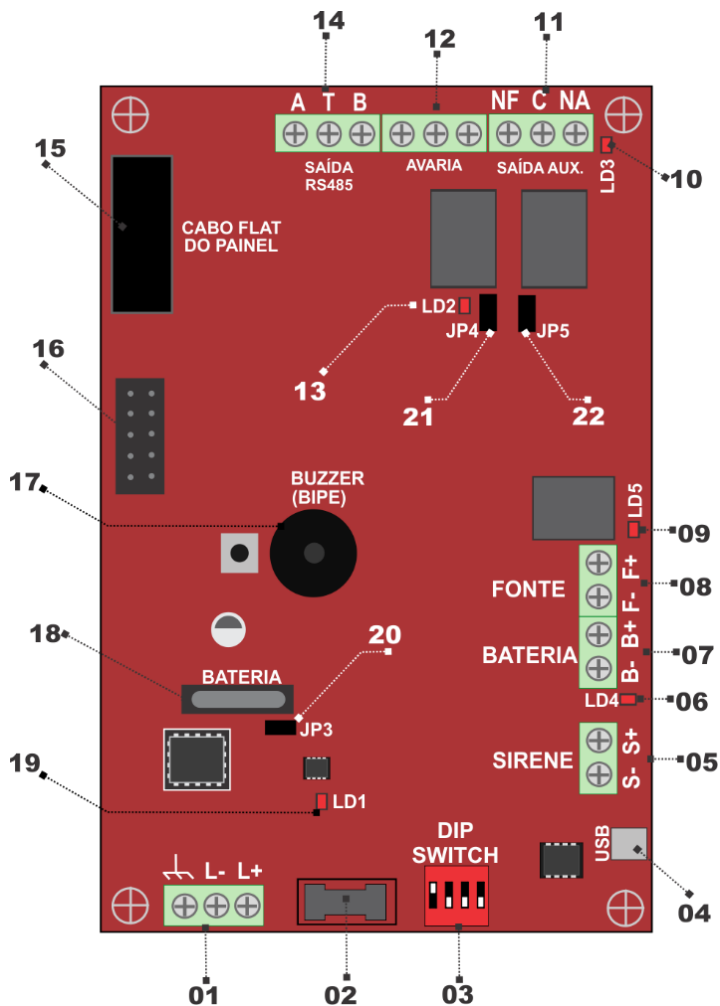 14
12
11
A T B
NF C NA
15
SAÍDA
RS485
AVARIA
SAÍDA AUX.
LD3
10
CABO FLAT
DO PAINEL
LD2
JP4
JP5
16
13
21
22
17
BUZZER
(BIPE)
LD5
09
FONTE
F- F+
08
18
20
BATERIA
BATERIA
B- B+
07
JP3
LD4
06
19
SIRENE
S- S+
05
LD1
DIP
SWITCH
USB
L- L+
04
01
02
03